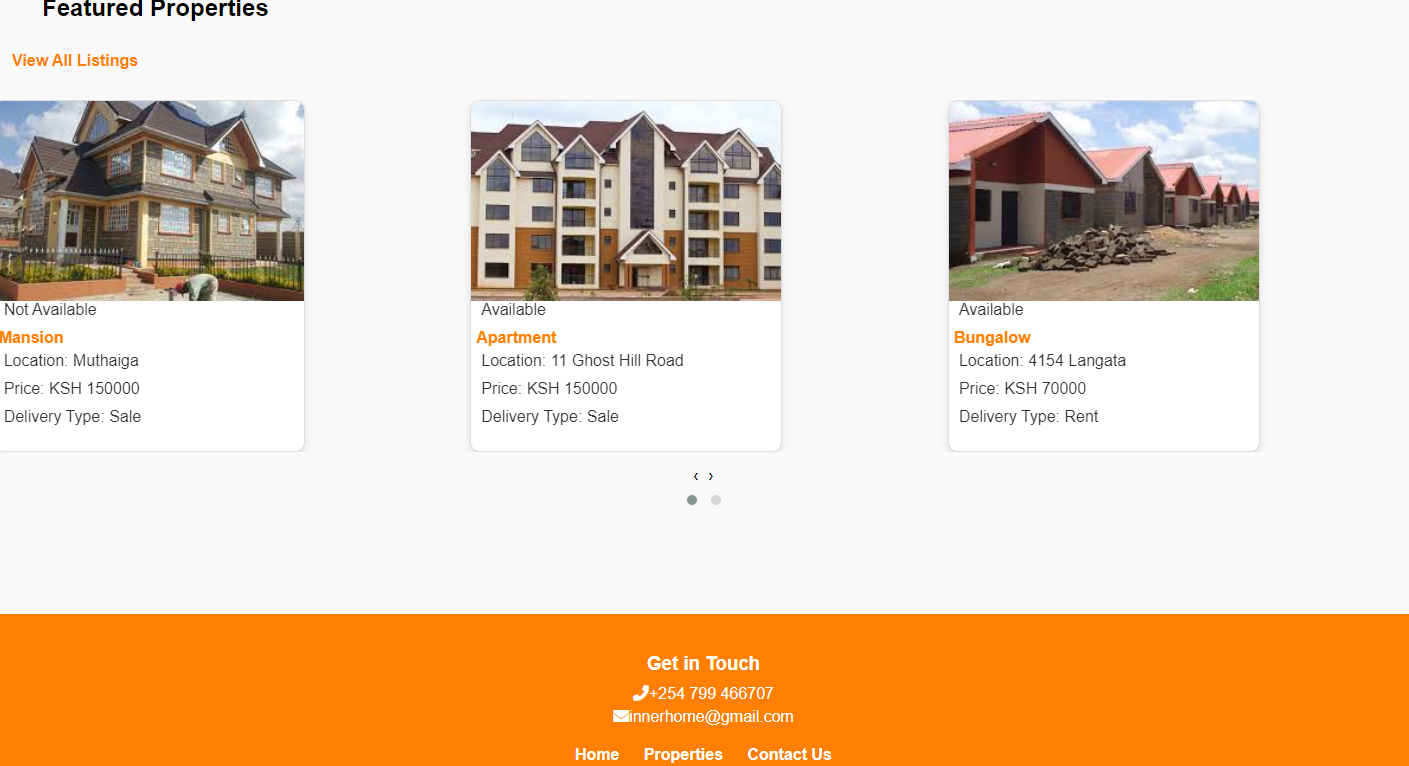 Featured Properties
View All Listings
Not Available
Mansion
Location: Muthaiga
Price: KSH 150000
Delivery Type: Sale
Available
Apartment
Location: 11 Ghost Hill Road
Price: KSH 150000
Delivery Type: Sale
Available
Bungalow
Location: 4154 Langata
Price: KSH 70000
Delivery Type: Rent
‹ ›
Get in Touch
+254 799 466707
innerhome@gmail.com
Home Properties Contact Us